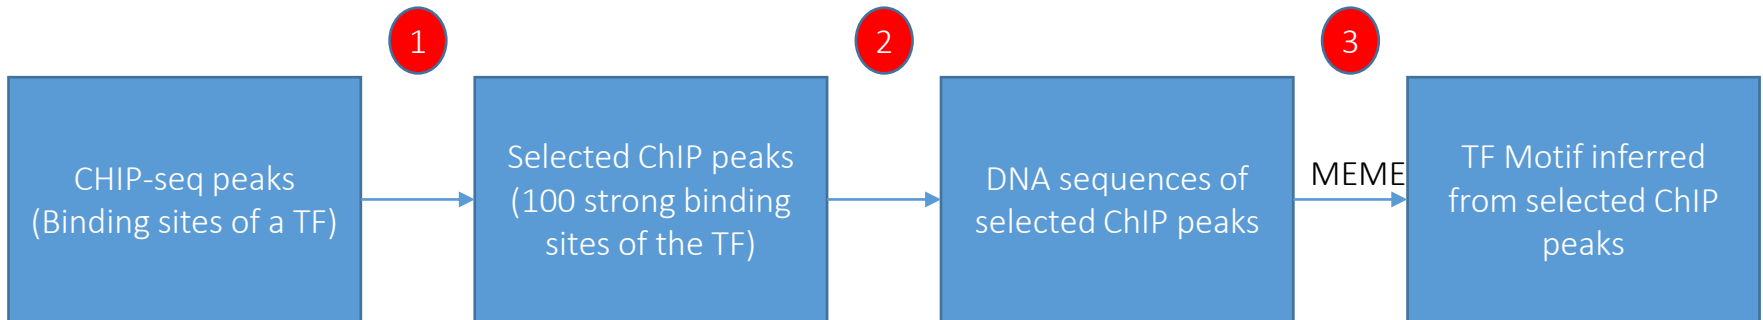 1
2
3
CHIP-seq peaks
(Binding sites of a TF)
Selected ChIP peaks
(100 strong binding
sites of the TF)
DNA sequences of
selected ChIP peaks
MEME
TF Motif inferred
from selected ChIP
peaks